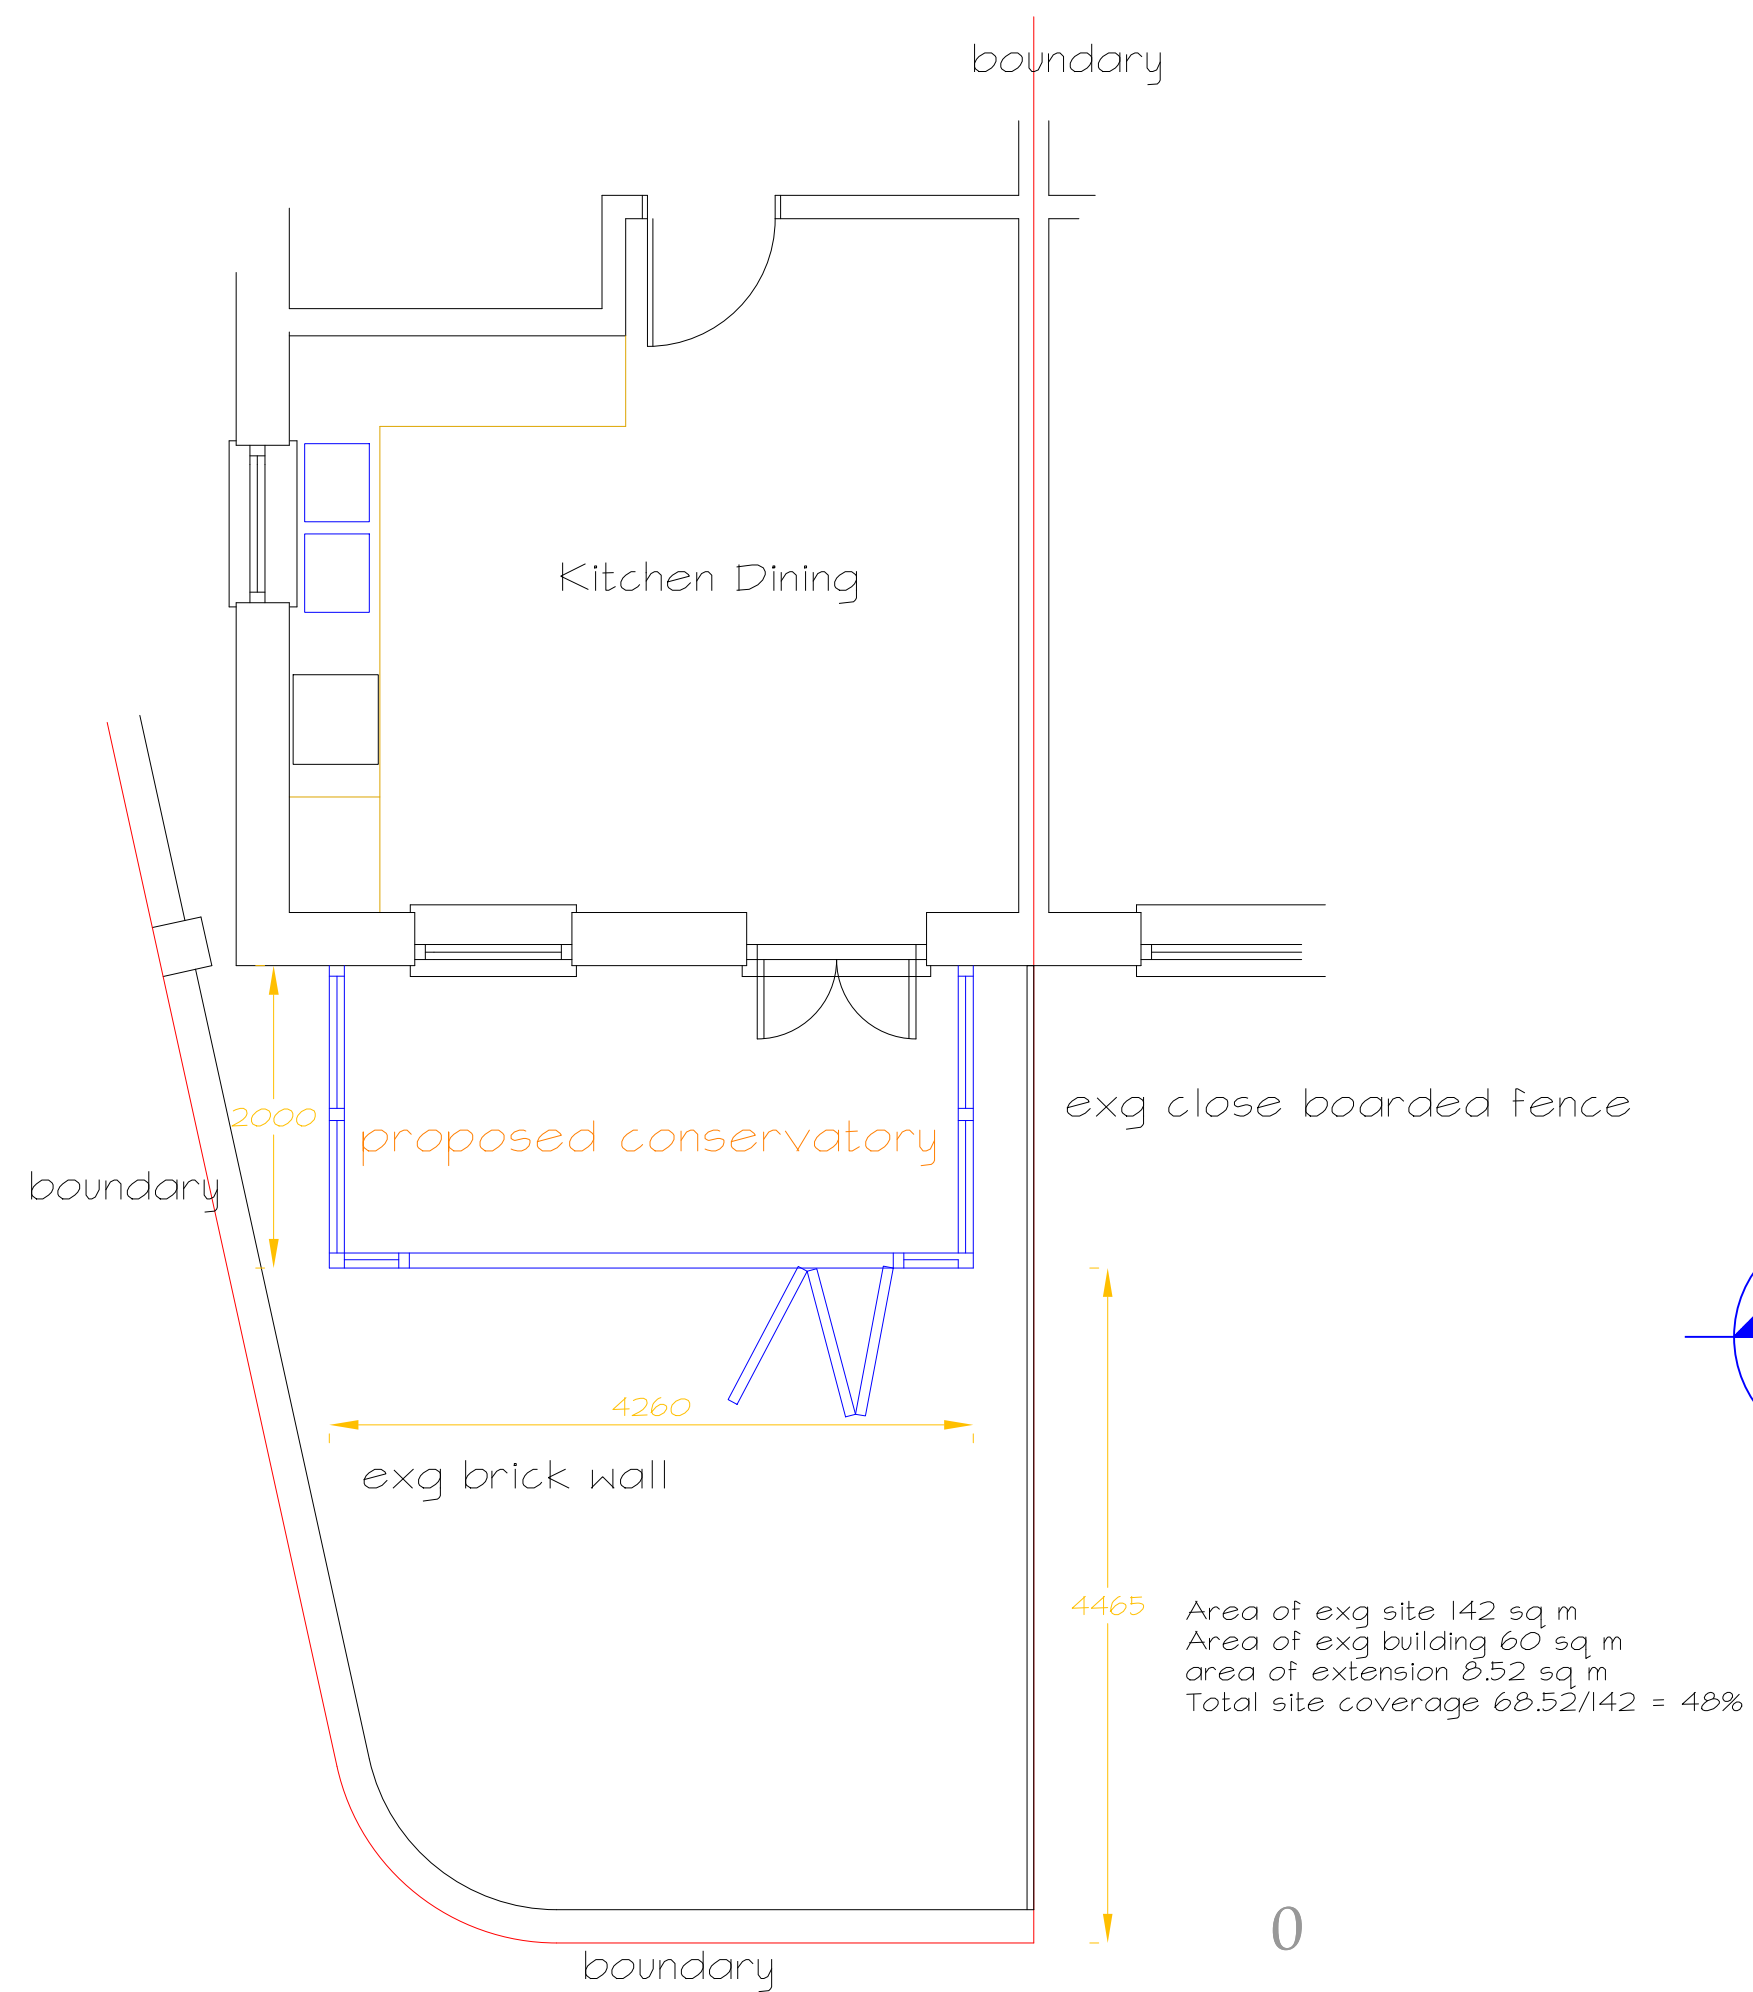 boundary
Kitchen Dining
exg close boarded fence
2000
proposed conservatory
boundary
4260
exg brick wall
4465
Area of exg site 142 sq m
Area of exg building 60 sq m
area of extension 8.52 sq m
Total site coverage 68.52/142 = 48%
0
boundary